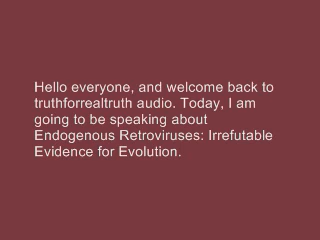 Hello everyone, and welcome back to
truthforrealtruth audio. Today, I am
going to be speaking about
Endogenous Retroviruses: Irrefutable
Evidence for Evolution.